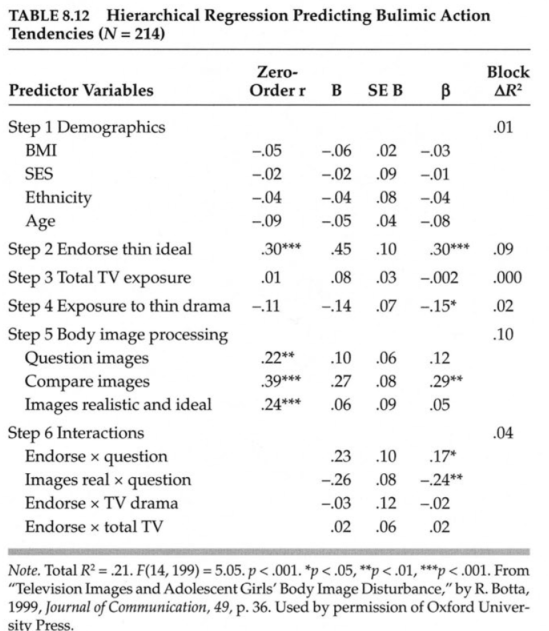 TABLE 8.12 Hierarchical Regression Predicting Bulimic Action
Tendencies (N = 214)
Zero- Block
Predictor Variables Order r B SE B β ΔR²
Step 1 Demographics .01
BMI –.05 –.06 .02 –.03
SES –.02 –.02 .09 –.01
Ethnicity –.04 –.04 .08 –.04
Age –.09 –.05 .04 –.08
Step 2 Endorse thin ideal .30*** .45 .10 .30*** .09
Step 3 Total TV exposure .01 .08 .03 –.002 .000
Step 4 Exposure to thin drama –.11 –.14 .07 –.15* .02
Step 5 Body image processing .10
Question images .22** .10 .06 .12
Compare images .39*** .27 .08 .29**
Images realistic and ideal .24*** .06 .09 .05
Step 6 Interactions .04
Endorse × question .23 .10 .17*
Images real × question –.26 .08 –.24**
Endorse × TV drama –.03 .12 –.02
Endorse × total TV .02 .06 .02
Note. Total R² = .21. F(14, 199) = 5.05. p < .001. *p < .05, **p < .01, ***p < .001. From
"Television Images and Adolescent Girls' Body Image Disturbance," by R. Botta,
1999, Journal of Communication, 49, p. 36. Used by permission of Oxford Univer-
sity Press.